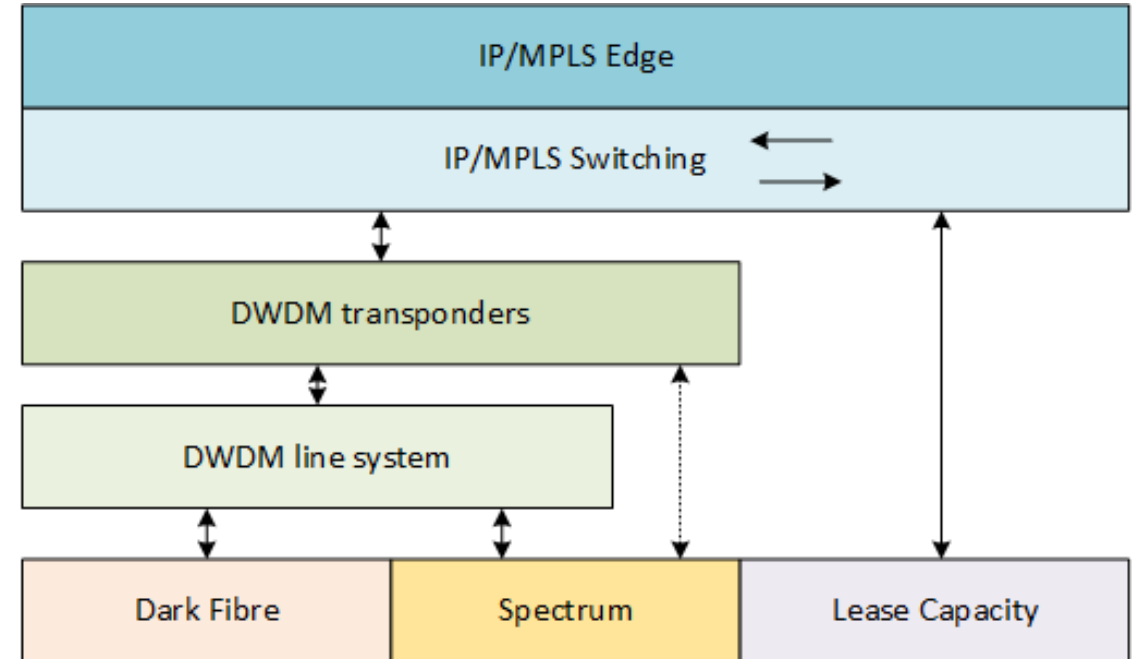 IP/MPLS Edge
IP/MPLS Switching
DWDM transponders
DWDM line system
Dark Fibre
Spectrum
Lease Capacity